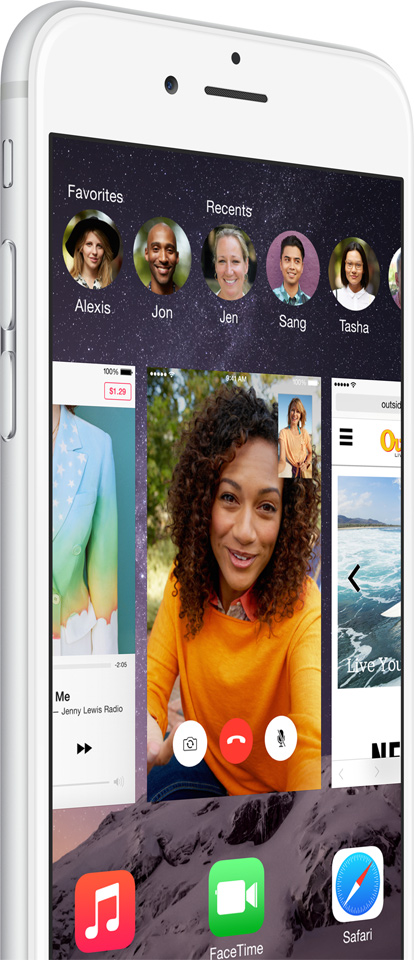 Favorites
Recents
Alexis
Jon
Jen
Sang
Tasha
100%
$1.29
-2:05
Me
– Jenny Lewis Radio
9:41 AM
100%
outsid
Ou
Live You
NE
FaceTime
Safari